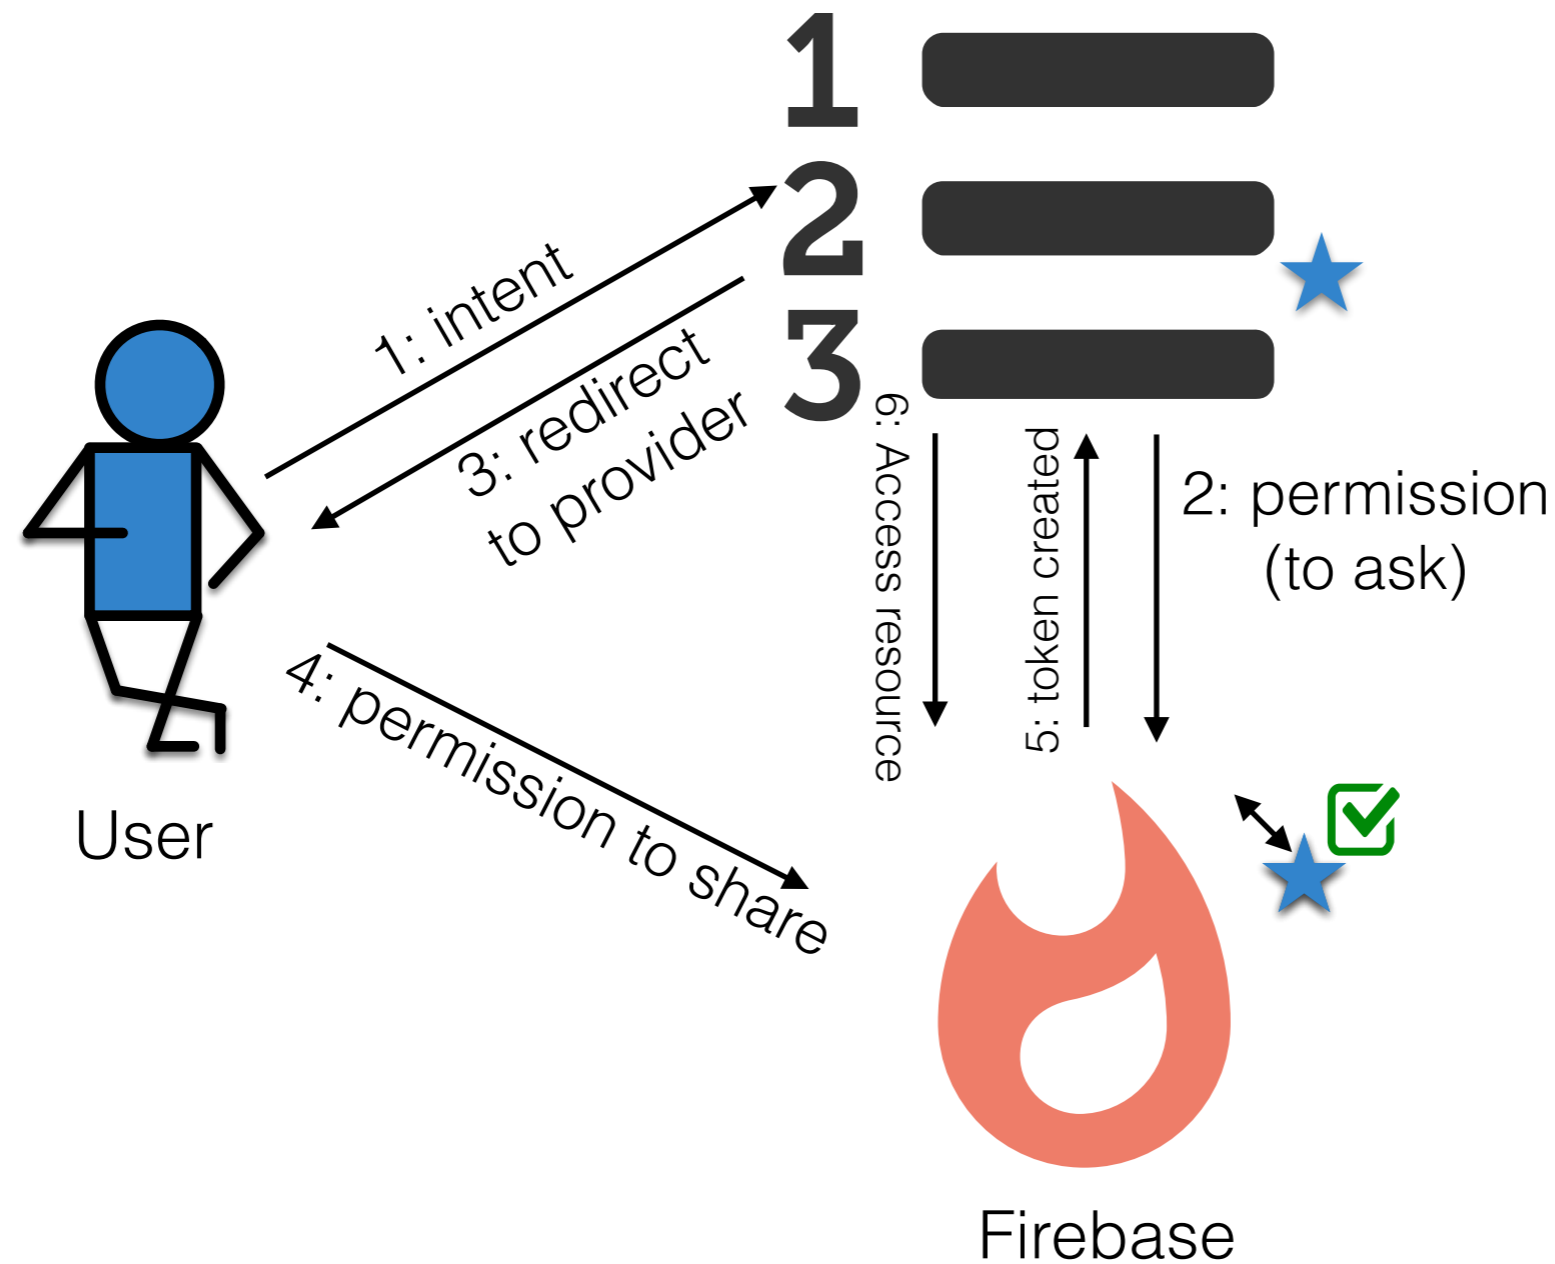 1
2
3
1: intent
3: redirect
to provider
6: Access resource
5: token created
2: permission
(to ask)
4: permission to share
User
Firebase